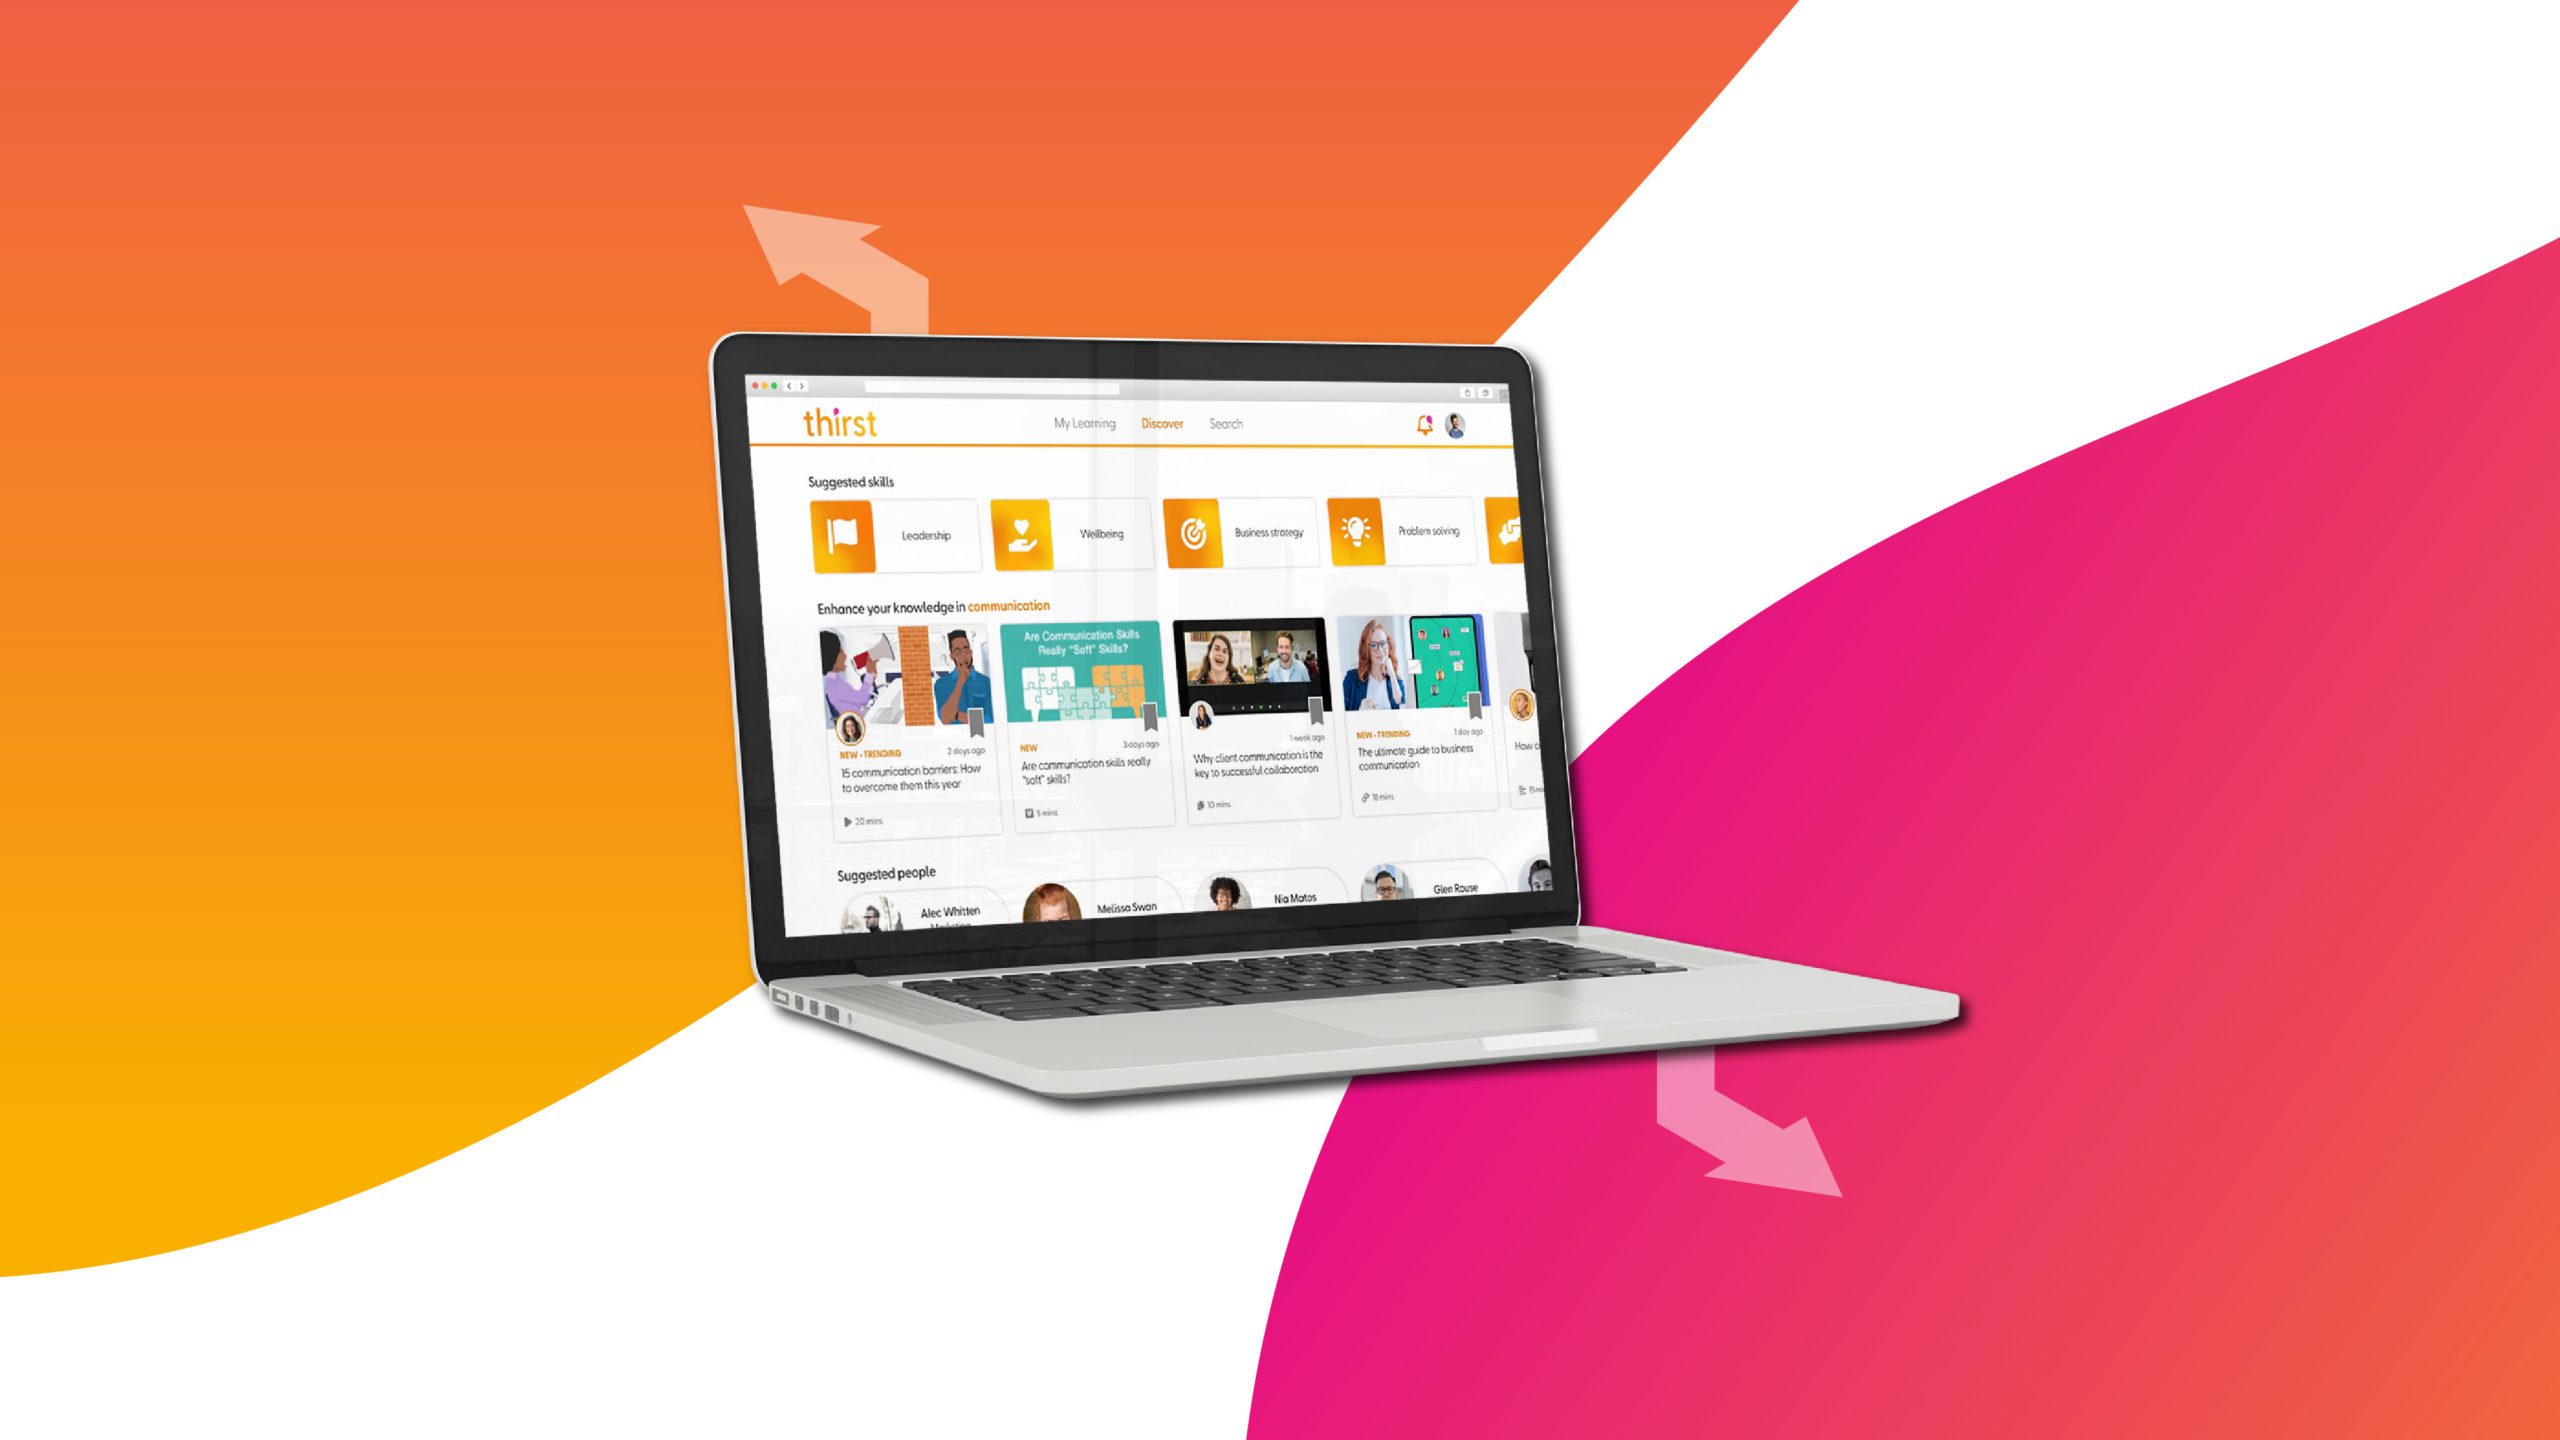 thirst
My Learning Discover Search
Suggested skills
Leadership
Wellbeing
Business strategy
Problem solving
Enhance your knowledge in communication
Are Communication Skills
Really "Soft" Skills?
NEW • TRENDING 2 days ago
15 communication barriers: How
to overcome them this year
20 mins
NEW 3 days ago
Are communication skills really
"soft" skills?
5 mins
1 week ago
Why client communication is the
key to successful collaboration
10 mins
NEW • TRENDING 1 day ago
The ultimate guide to business
communication
18 mins
How c
15 mi
Suggested people
Alec Whitten
Marketing
Melissa Swan
Nia Matos
Glen Rouse